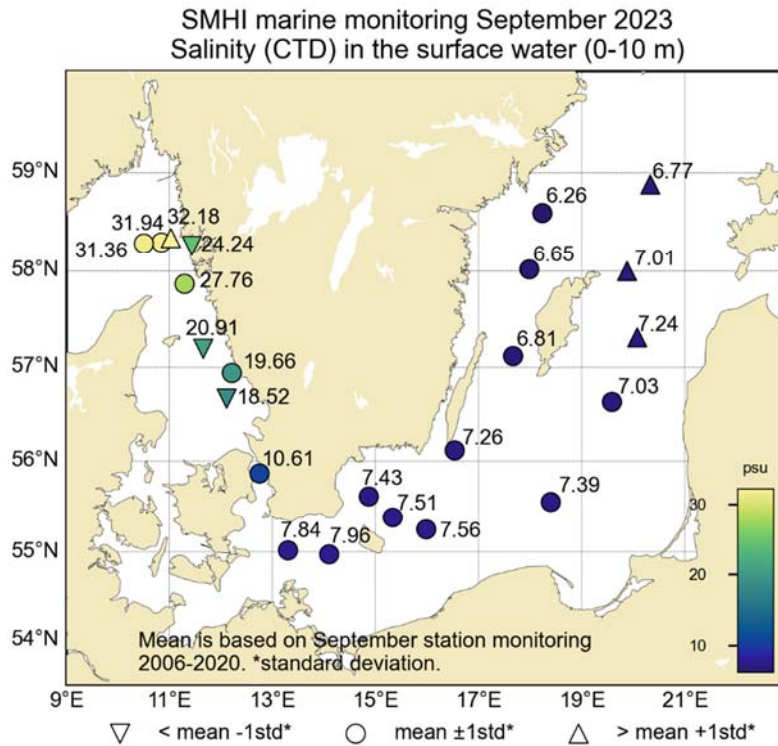 SMHI marine monitoring September 2023
Salinity (CTD) in the surface water (0-10 m)
59°N
58°N
57°N
56°N
55°N
54°N
6.77
6.26
32.18
31.94
31.36
24.24
6.65
7.01
27.76
7.24
20.91
6.81
19.66
7.03
18.52
7.26
10.61
7.43
7.39
7.51
7.84
7.96
7.56
psu
30
20
10
Mean is based on September station monitoring
2006-2020. *standard deviation.
9°E 11°E 13°E 15°E 17°E 19°E 21°E
< mean -1std* mean ±1std* > mean +1std*